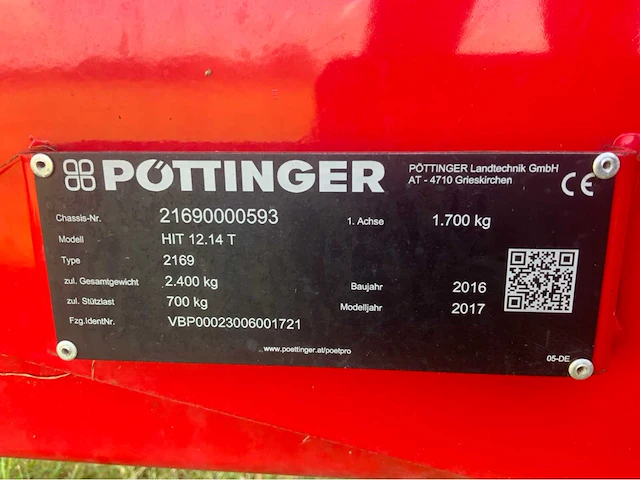 PÖTTINGER
PÖTTINGER Landtechnik GmbH
AT - 4710 Grieskirchen
CE
Chassis-Nr. 21690000593 1. Achse 1.700 kg
Modell HIT 12.14 T
Type 2169
zul. Gesamtgewicht 2.400 kg Baujahr 2016
zul. Stützlast 700 kg Modelljahr 2017
Fzg.IdentNr. VBP00023006001721
www.poettinger.at/poetpro
05-DE